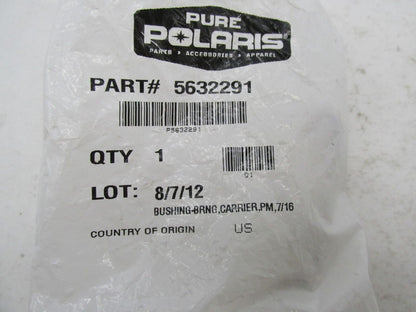 PURE
POLARIS
PARTS • ACCESSORIES • APPAREL
PART# 5632291
P5632291
QTY 1
Q1
LOT: 8/7/12
BUSHING-BRNG,CARRIER,PM,7/16
COUNTRY OF ORIGIN US